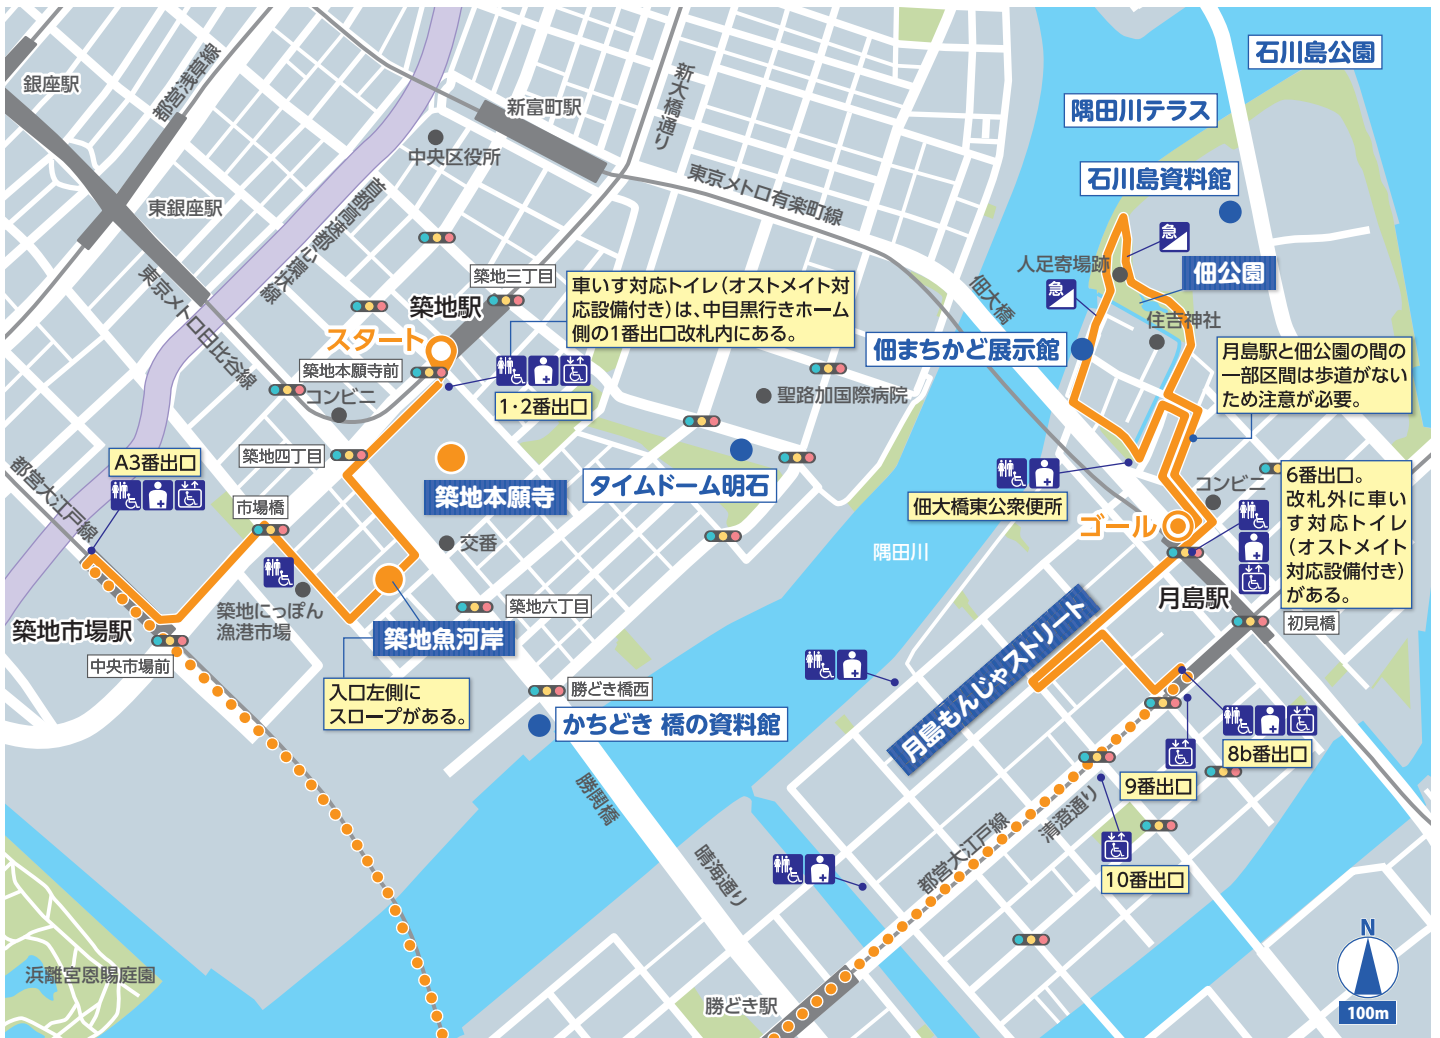 石川島公園
銀座駅
都営浅草線
新富町駅
新大橋通り
隅田川テラス
中央区役所
東京メトロ有楽町線
石川島資料館
東銀座駅
首都高速都心環状線
急
人足寄場跡
佃公園
東京メトロ日比谷線
築地三丁目
築地駅
車いす対応トイレ(オストメイト対
応設備付き)は、中目黒行きホーム
側の1番出口改札内にある。
佃大橋
急
住吉神社
スタート
佃まちかど展示館
月島駅と佃公園の間の
一部区間は歩道がない
ため注意が必要。
築地本願寺前
コンビニ
1・2番出口
聖路加国際病院
築地四丁目
A3番出口
都営大江戸線
築地本願寺
タイムドーム明石
佃大橋東公衆便所
コンビニ
6番出口。
改札外に車い
す対応トイレ
(オストメイト
対応設備付き)
がある。
市場橋
交番
ゴール
隅田川
築地にっぽん
漁港市場
築地六丁目
月島駅
初見橋
築地市場駅
築地魚河岸
中央市場前
月島もんじゃストリート
入口左側に
スロープがある。
勝どき橋西
かちどき 橋の資料館
8b番出口
9番出口
勝鬨橋
清澄通り
都営大江戸線
晴海通り
10番出口
浜離宮恩賜庭園
勝どき駅
N
100m